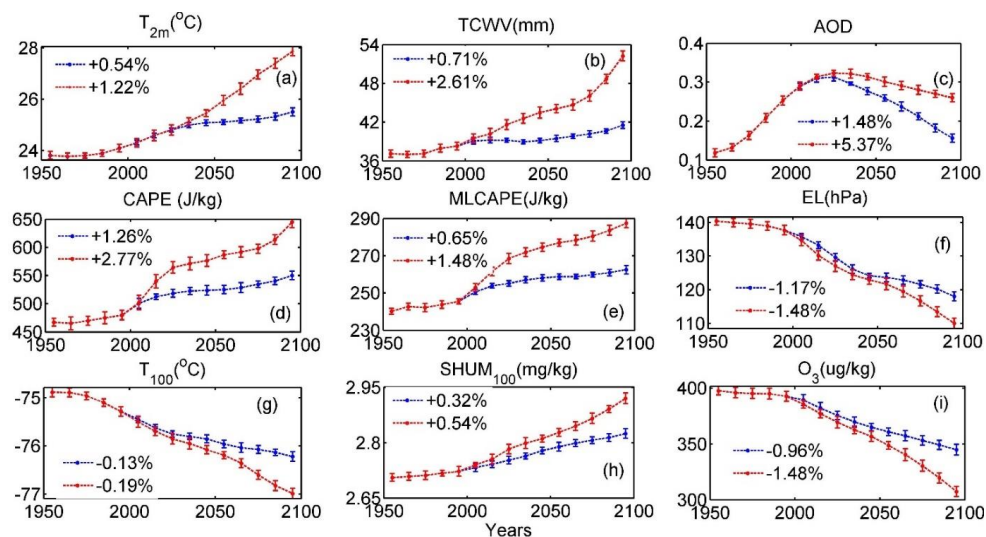 T2m(oC)
28
26
24
1950 2000 2050 2100
+0.54%
+1.22%
(a)
TCWV(mm)
54
48
42
36
1950 2000 2050 2100
+0.71%
+2.61%
(b)
AOD
0.4
0.3
0.2
0.1
1950 2000 2050 2100
(c)
+1.48%
+5.37%
CAPE (J/kg)
650
600
550
500
450
1950 2000 2050 2100
+1.26%
+2.77%
(d)
MLCAPE(J/kg)
290
270
250
230
1950 2000 2050 2100
+0.65%
+1.48%
(e)
EL(hPa)
140
130
120
110
1950 2000 2050 2100
(f)
-1.17%
-1.48%
T100(oC)
-75
-76
-77
1950 2000 2050 2100
(g)
-0.13%
-0.19%
SHUM100(mg/kg)
2.95
2.8
2.65
1950 2000 2050 2100
+0.32%
+0.54%
(h)
Years
O3(ug/kg)
400
350
300
1950 2000 2050 2100
(i)
-0.96%
-1.48%